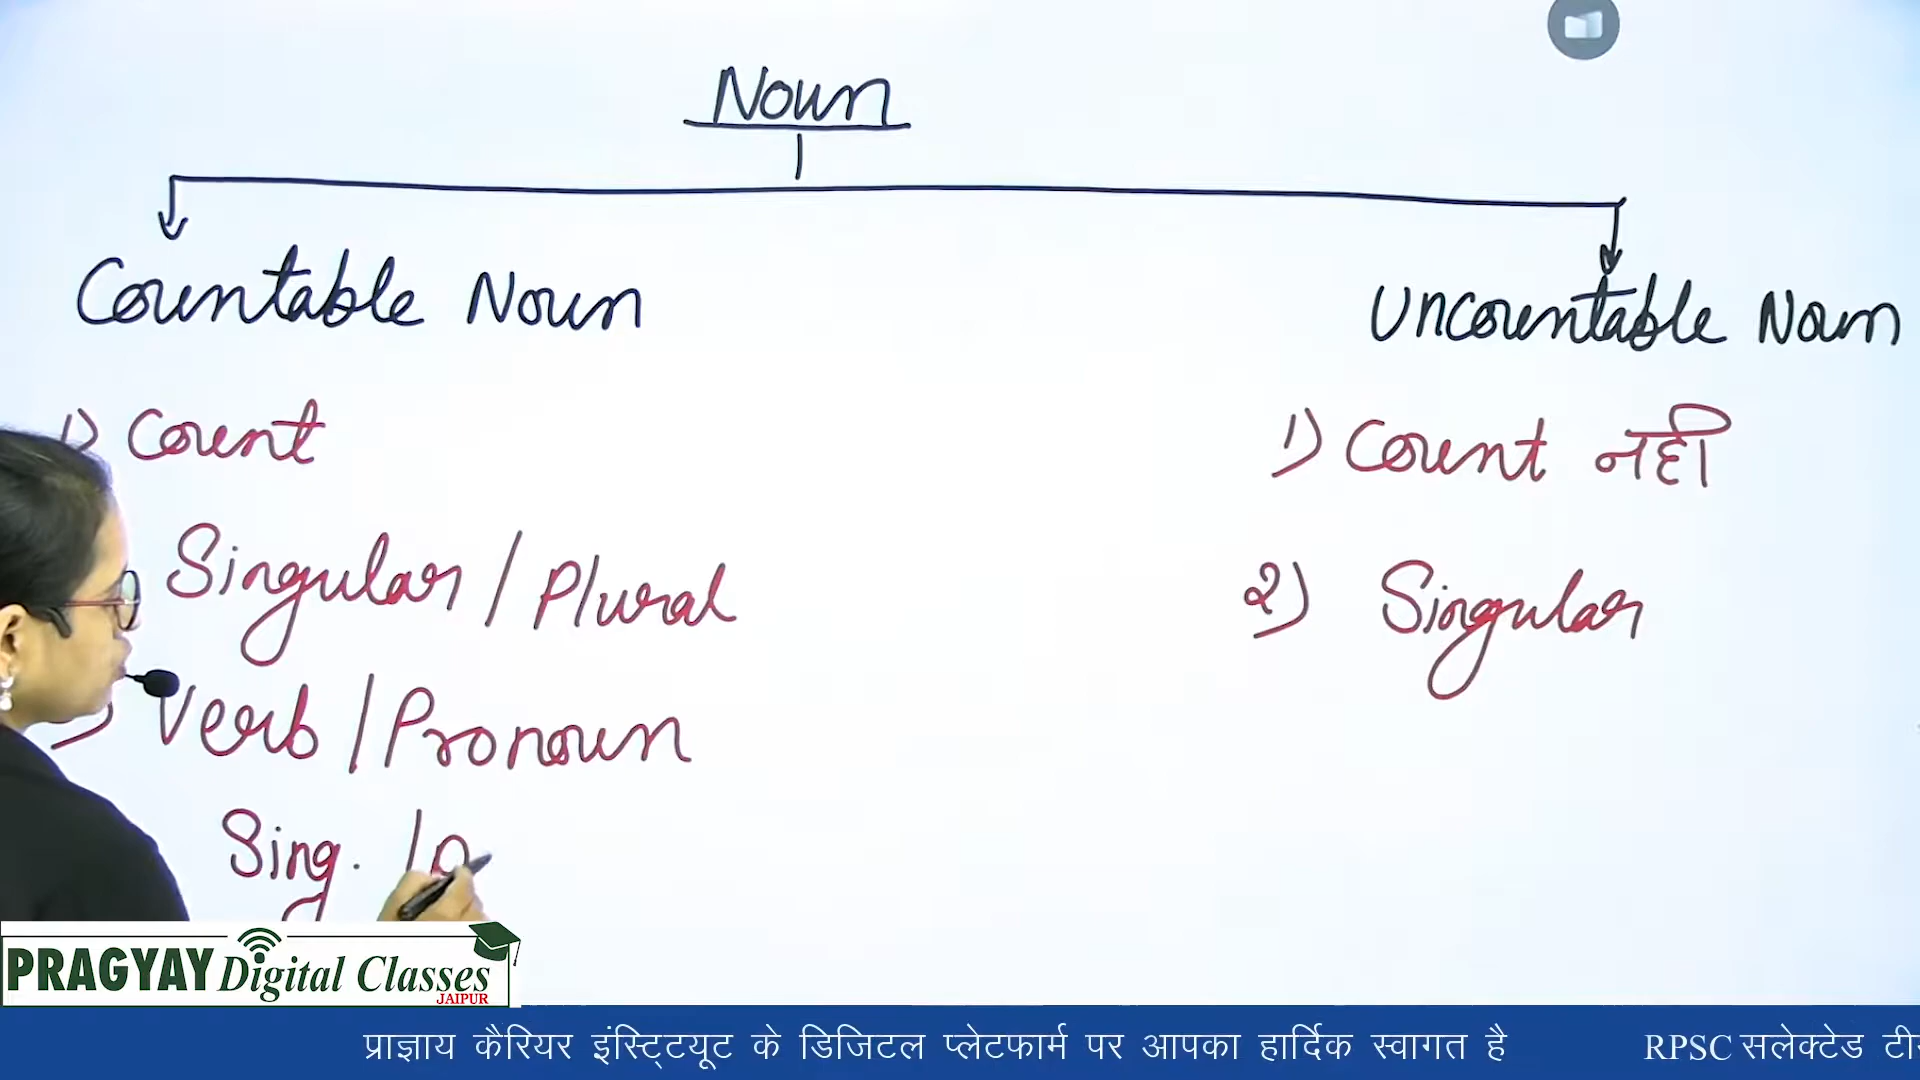 Noun
Countable Noun
Uncountable Noun
1) Count
1) Count नही
Singular / Plural
2) Singular
Verb / Pronoun
Sing. /
PRAGYAY Digital Classes
JAIPUR
प्राज्ञाय कैरियर इंस्टि्टयूट के डिजिटल प्लेटफार्म पर आपका हार्दिक स्वागत है RPSC सलेक्टेड